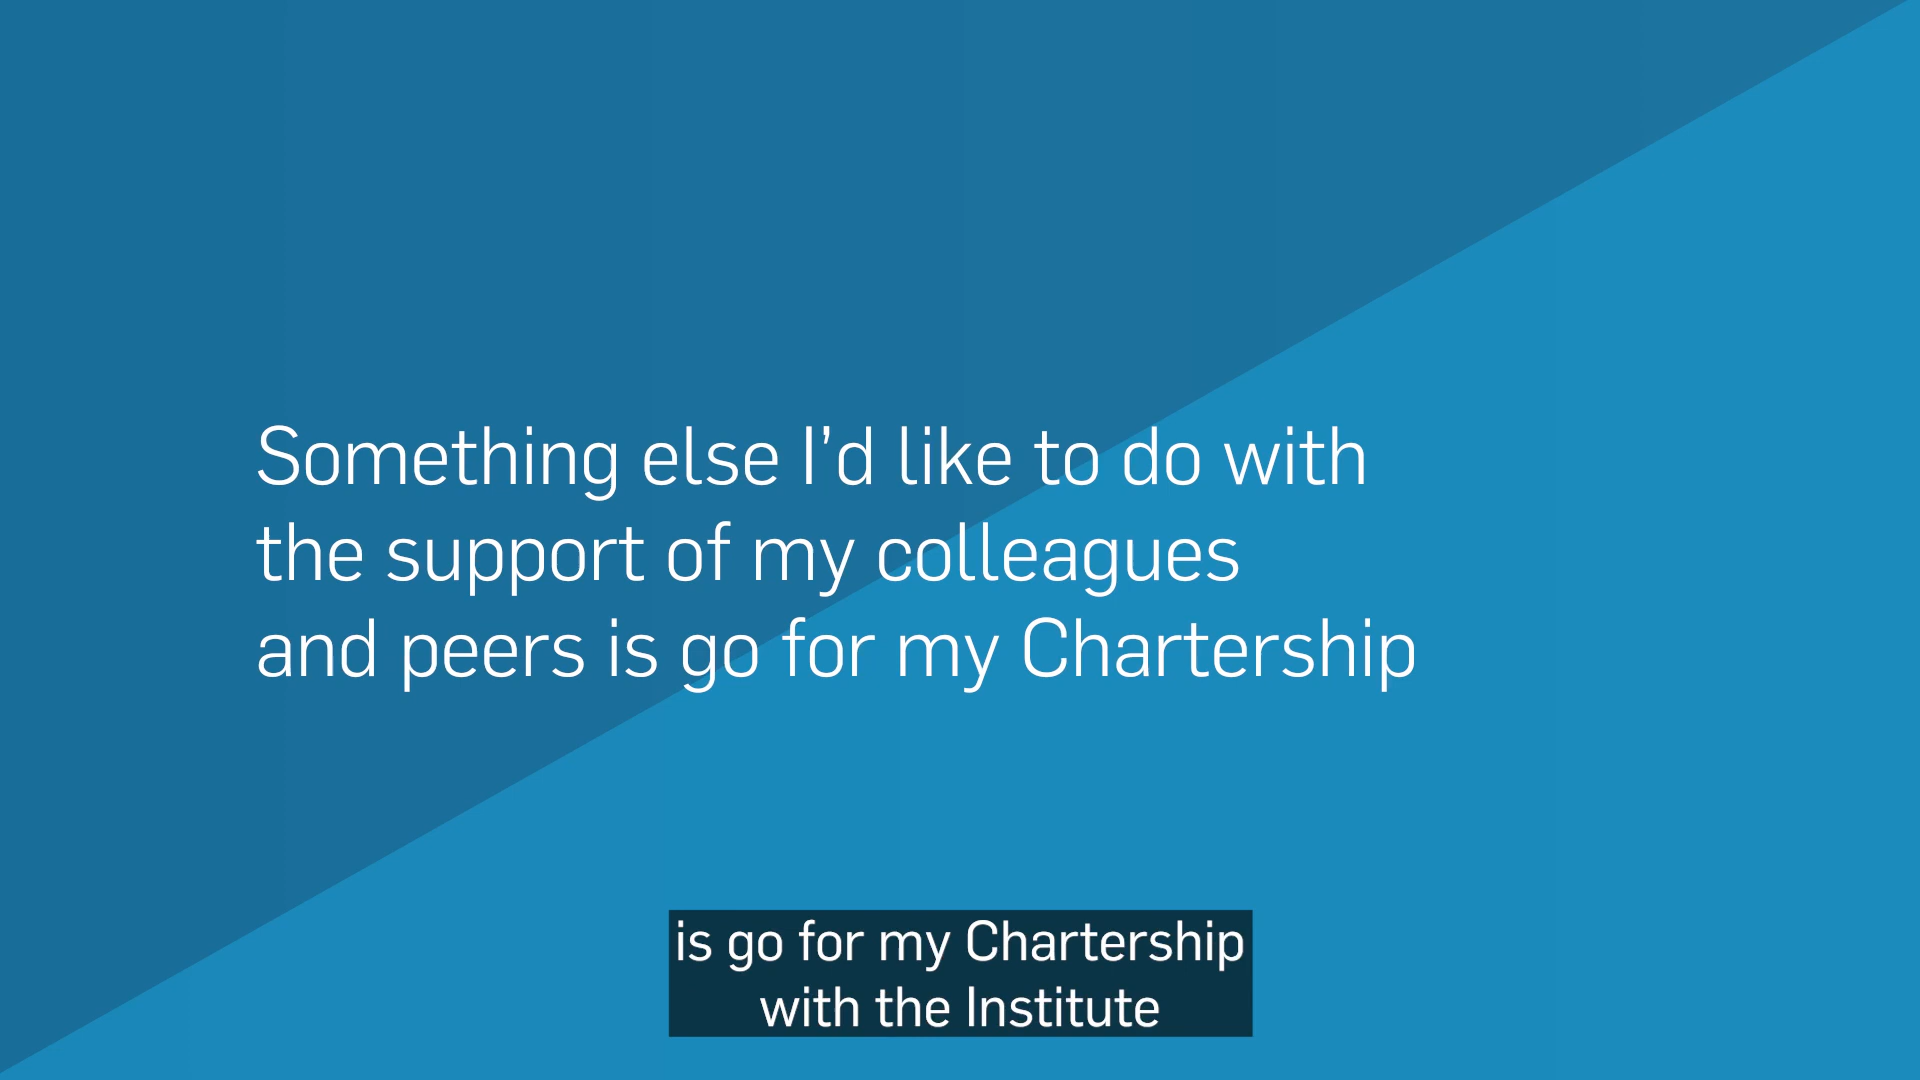 Something else I’d like to do with
the support of my colleagues
and peers is go for my Chartership
is go for my Chartership
with the Institute